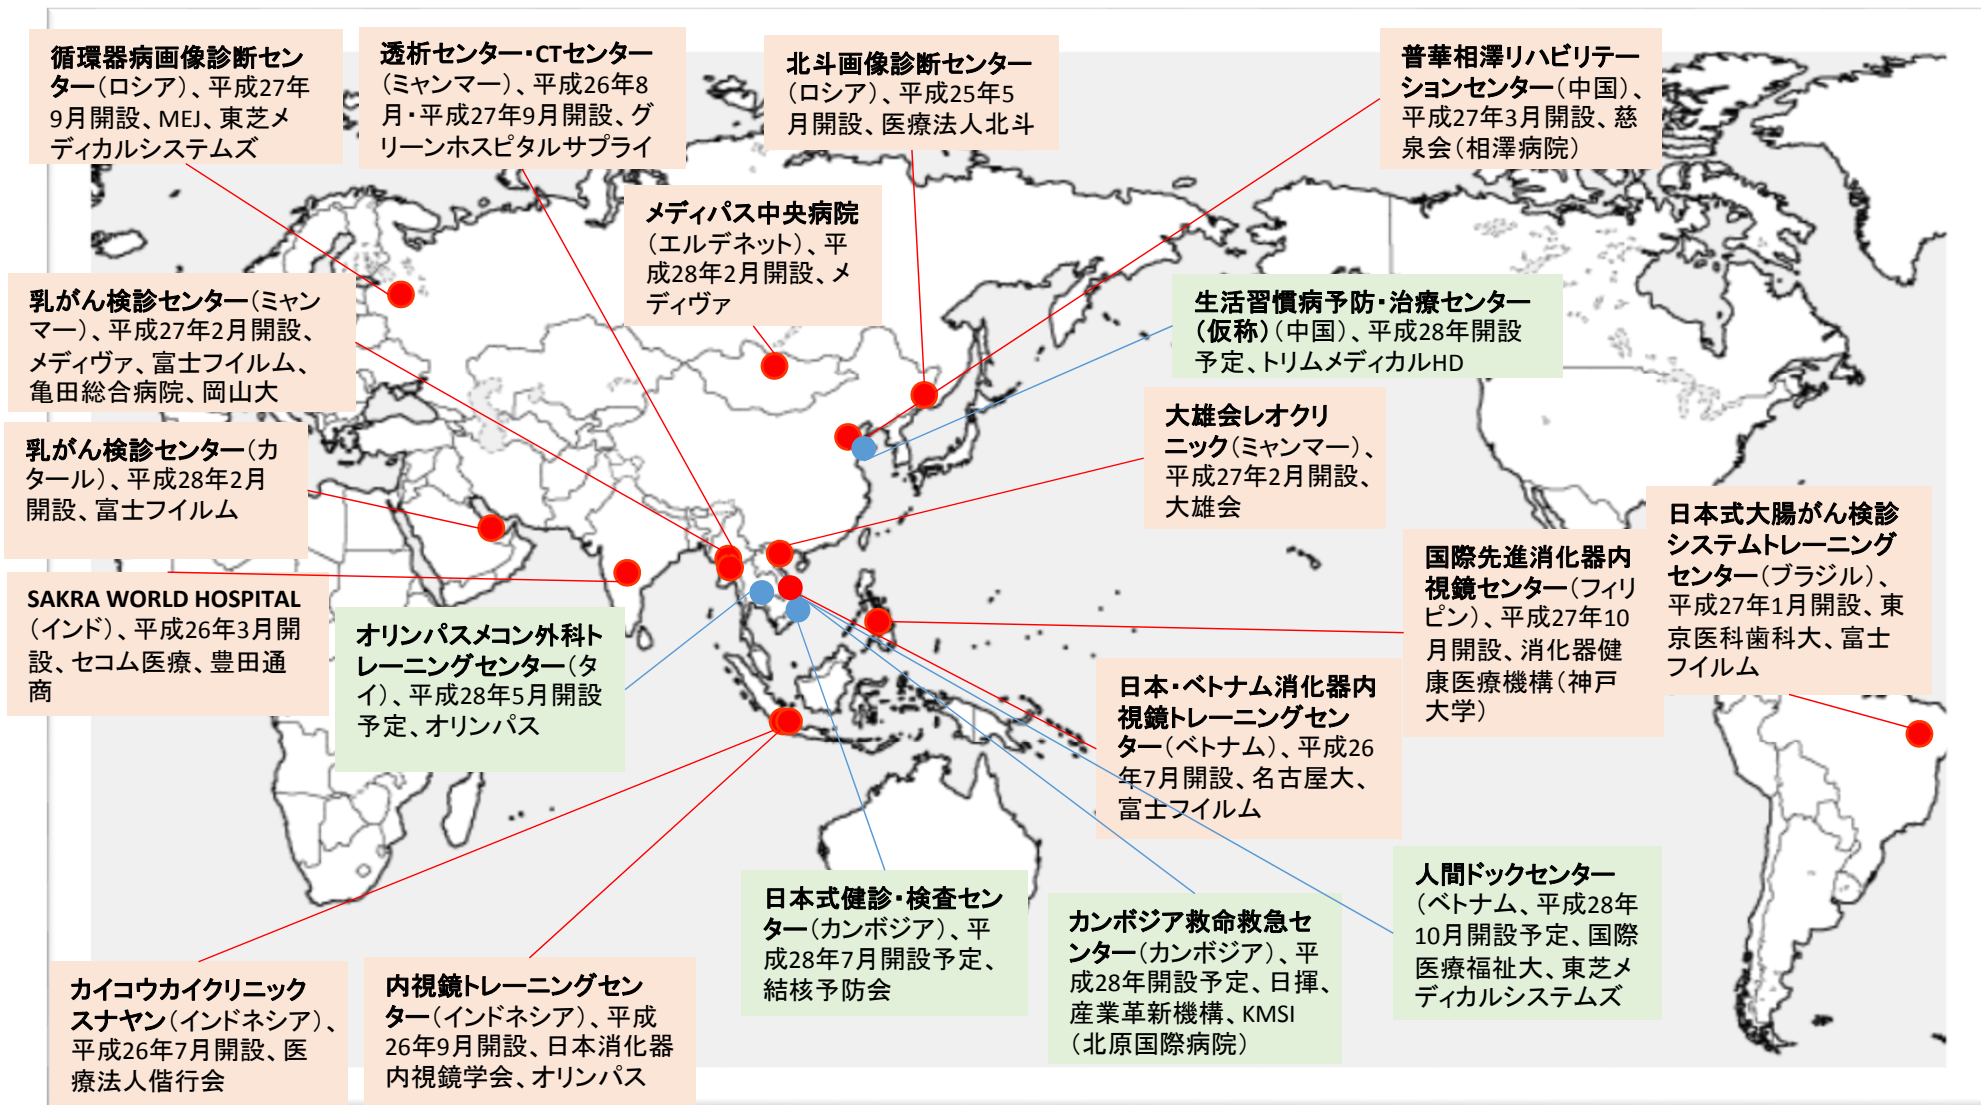 循環器病画像診断セン
ター(ロシア)、平成27年
9月開設、MEJ、東芝メ
ディカルシステムズ
透析センター・CTセンター
(ミャンマー)、平成26年8
月・平成27年9月開設、グ
リーンホスピタルサプライ
北斗画像診断センター
(ロシア)、平成25年5
月開設、医療法人北斗
普華相澤リハビリテー
ションセンター(中国)、
平成27年3月開設、慈
泉会(相澤病院)
メディパス中央病院
(エルデネット)、平
成28年2月開設、メ
ディヴァ
乳がん検診センター(ミャン
マー)、平成27年2月開設、
メディヴァ、富士フイルム、
亀田総合病院、岡山大
生活習慣病予防・治療センター
(仮称)(中国)、平成28年開設
予定、トリムメディカルHD
大雄会レオクリ
ニック(ミャンマー)、
平成27年2月開設、
大雄会
乳がん検診センター(カ
タール)、平成28年2月
開設、富士フイルム
日本式大腸がん検診
システムトレーニング
センター(ブラジル)、
平成27年1月開設、東
京医科歯科大、富士
フイルム
国際先進消化器内
視鏡センター(フィリ
ピン)、平成27年10
月開設、消化器健
康医療機構(神戸
大学)
SAKRA WORLD HOSPITAL
(インド)、平成26年3月開
設、セコム医療、豊田通
商
オリンパスメコン外科ト
レーニングセンター(タ
イ)、平成28年5月開設
予定、オリンパス
日本・ベトナム消化器内
視鏡トレーニングセン
ター(ベトナム)、平成26
年7月開設、名古屋大、
富士フイルム
日本式健診・検査セン
ター(カンボジア)、平
成28年7月開設予定、
結核予防会
カンボジア救命救急セ
ンター(カンボジア)、平
成28年開設予定、日揮、
産業革新機構、KMSI
(北原国際病院)
人間ドックセンター
(ベトナム、平成28年
10月開設予定、国際
医療福祉大、東芝メ
ディカルシステムズ
カイコウカイクリニック
スナヤン(インドネシア)、
平成26年7月開設、医
療法人偕行会
内視鏡トレーニングセン
ター(インドネシア)、平成
26年9月開設、日本消化器
内視鏡学会、オリンパス